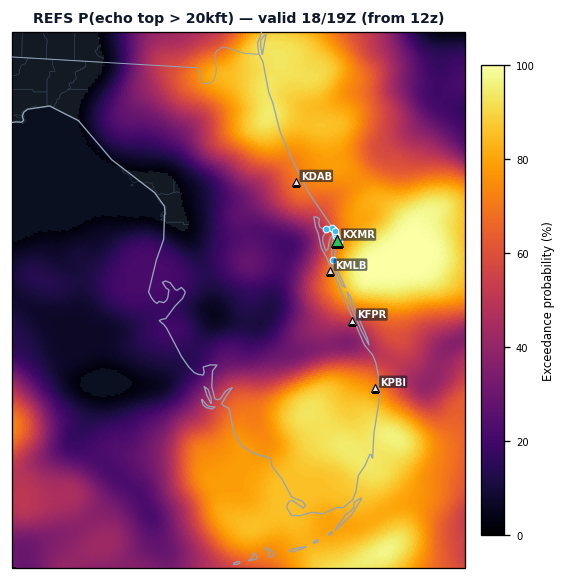 REFS P(echo top > 20kft) — valid 18/19Z (from 12z)
KDAB
KXMR
KMLB
KFPR
KPBI
100
80
60
40
20
0
Exceedance probability (%)